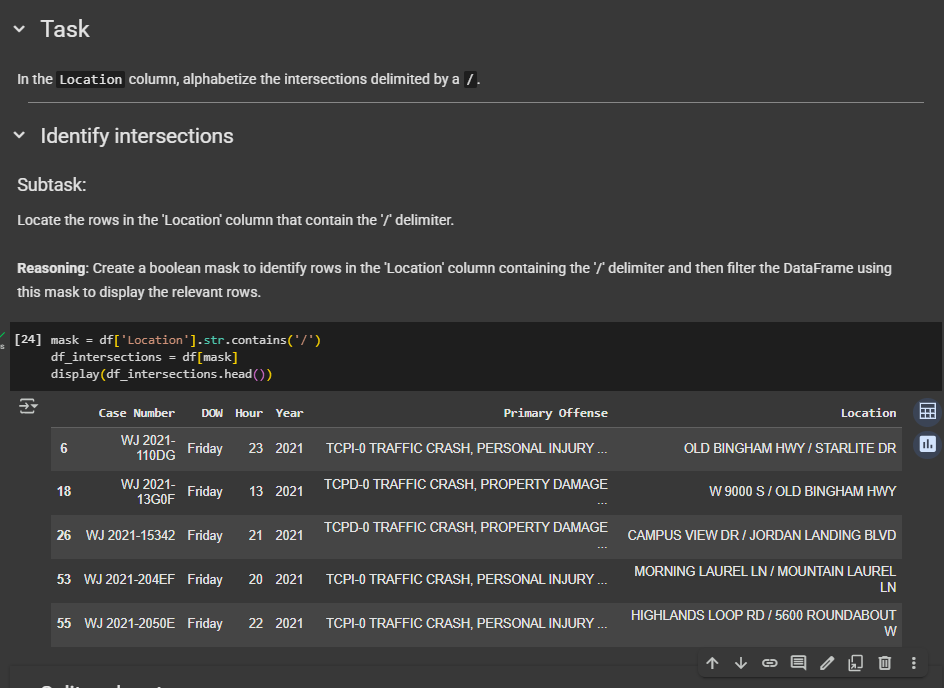 Task
In the Location column, alphabetize the intersections delimited by a /.
Identify intersections
Subtask:
Locate the rows in the 'Location' column that contain the '/' delimiter.
Reasoning: Create a boolean mask to identify rows in the 'Location' column containing the '/' delimiter and then filter the DataFrame using
this mask to display the relevant rows.
[24] mask = df['Location'].str.contains('/')
df_intersections = df[mask]
display(df_intersections.head())
Case Number DOW Hour Year Primary Offense Location
6 WJ 2021-110DG Friday 23 2021 TCPI-0 TRAFFIC CRASH, PERSONAL INJURY ... OLD BINGHAM HWY / STARLITE DR
18 WJ 2021-13G0F Friday 13 2021 TCPD-0 TRAFFIC CRASH, PROPERTY DAMAGE ... W 9000 S / OLD BINGHAM HWY
26 WJ 2021-15342 Friday 21 2021 TCPD-0 TRAFFIC CRASH, PROPERTY DAMAGE ... CAMPUS VIEW DR / JORDAN LANDING BLVD
53 WJ 2021-204EF Friday 20 2021 TCPI-0 TRAFFIC CRASH, PERSONAL INJURY ... MORNING LAUREL LN / MOUNTAIN LAUREL LN
55 WJ 2021-2050E Friday 22 2021 TCPI-0 TRAFFIC CRASH, PERSONAL INJURY ... HIGHLANDS LOOP RD / 5600 ROUNDABOUT W